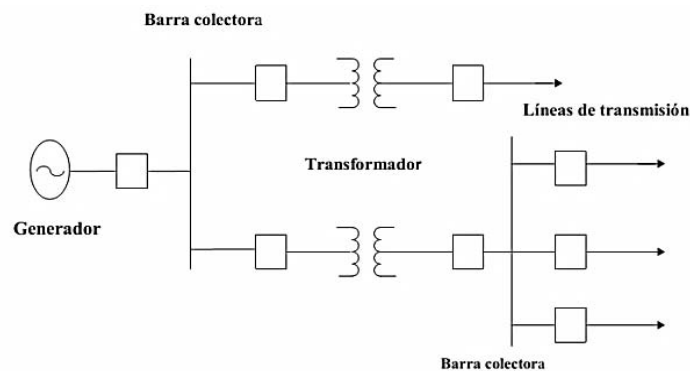 Barra colectora
Líneas de transmisión
Transformador
Generador
Barra colectora